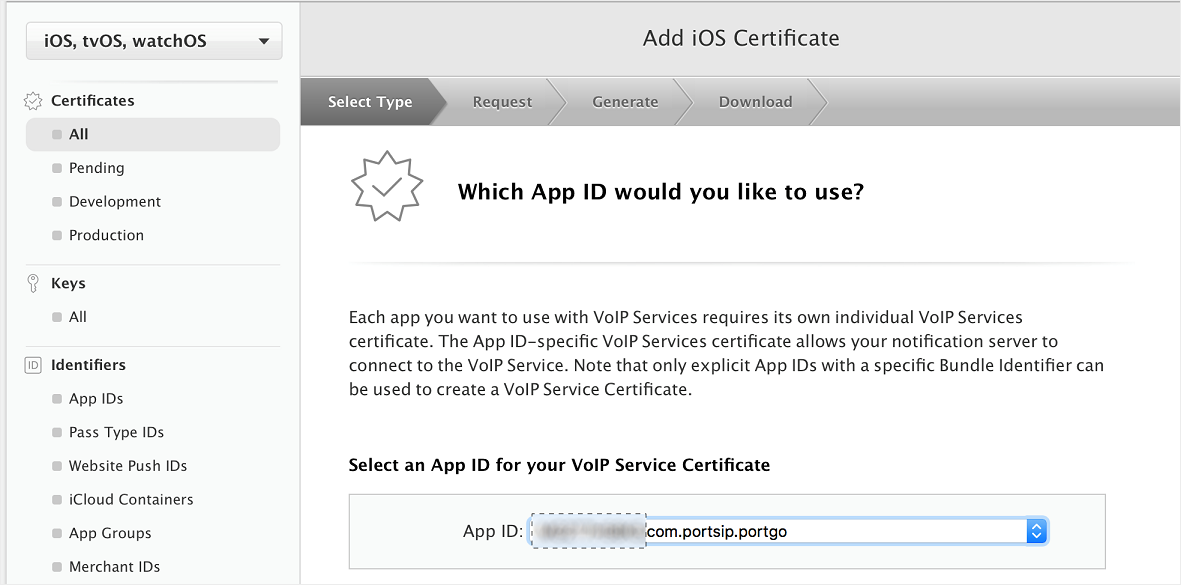 iOS, tvOS, watchOS
Certificates
All
Pending
Development
Production
Keys
All
ID Identifiers
App IDs
Pass Type IDs
Website Push IDs
iCloud Containers
App Groups
Merchant IDs
Add iOS Certificate
Select Type Request Generate Download
Which App ID would you like to use?
Each app you want to use with VoIP Services requires its own individual VoIP Services
certificate. The App ID-specific VoIP Services certificate allows your notification server to
connect to the VoIP Service. Note that only explicit App IDs with a specific Bundle Identifier can
be used to create a VoIP Service Certificate.
Select an App ID for your VoIP Service Certificate
App ID: com.portsip.portgo